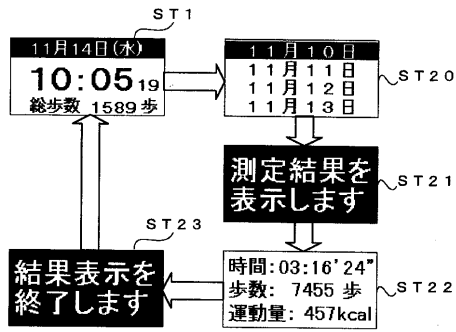 ST1
11月14日(水)
10:05 19
総歩数 1589歩
11月10日
11月11日
11月12日
11月13日
ST20
測定結果を
表示します
ST21
時間:03:16'24"
歩数: 7455 歩
運動量: 457kcal
ST22
ST23
結果表示を
終了します